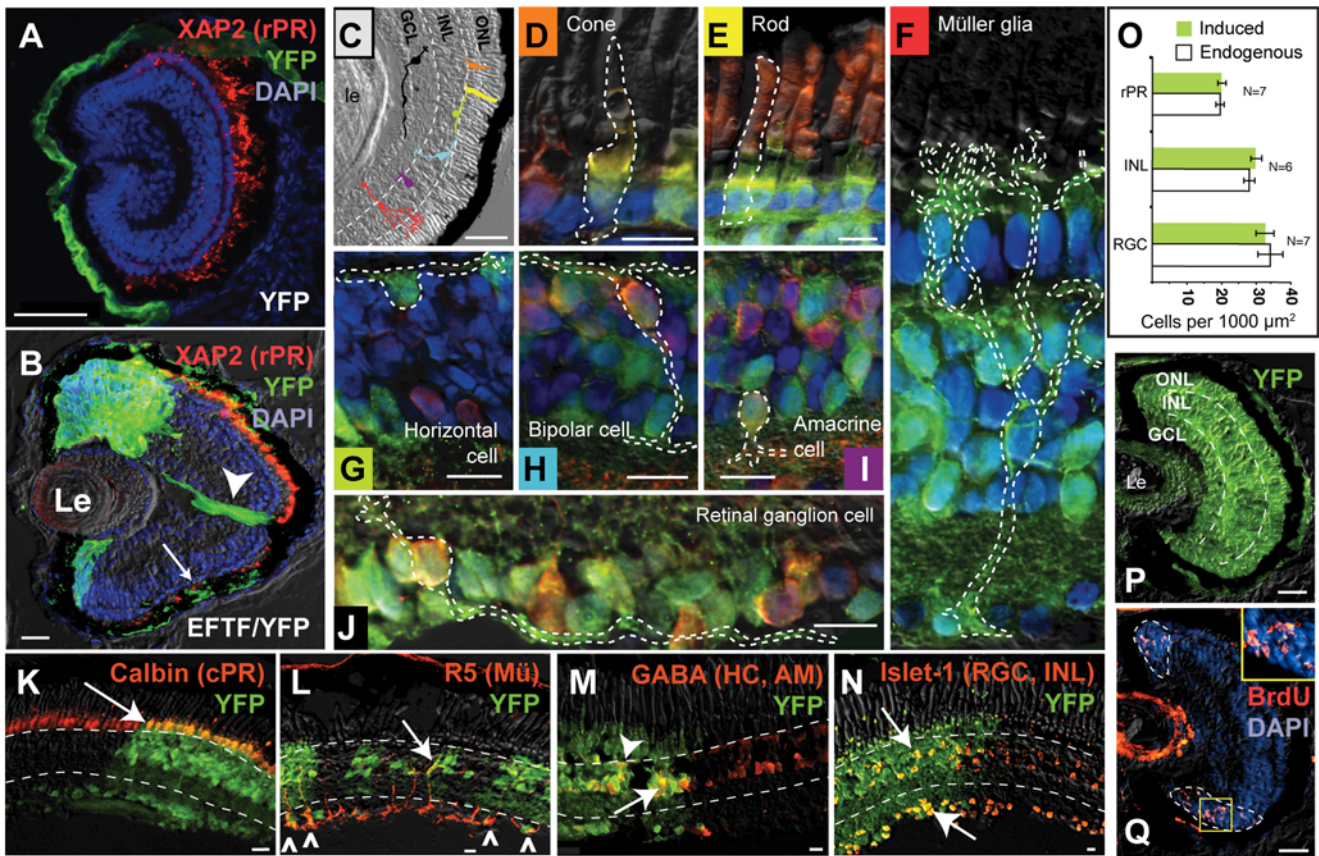 A
XAP2 (rPR)
YFP
DAPI
YFP
B
XAP2 (rPR)
YFP
DAPI
Le
EFTF/YFP
C
GCL
INL
ONL
le
D
Cone
E
Rod
F
Müller glia
G
Horizontal
cell
H
Bipolar cell
I
Amacrine
cell
J
Retinal ganglion cell
K
Calbin (cPR)
YFP
L
R5 (Mü)
YFP
M
GABA (HC, AM)
YFP
N
Islet-1 (RGC, INL)
YFP
O
Induced
Endogenous
rPR
N=7
INL
N=6
RGC
N=7
10
20
30
40
Cells per 1000 µm²
P
YFP
ONL
INL
GCL
Le
Q
BrdU
DAPI